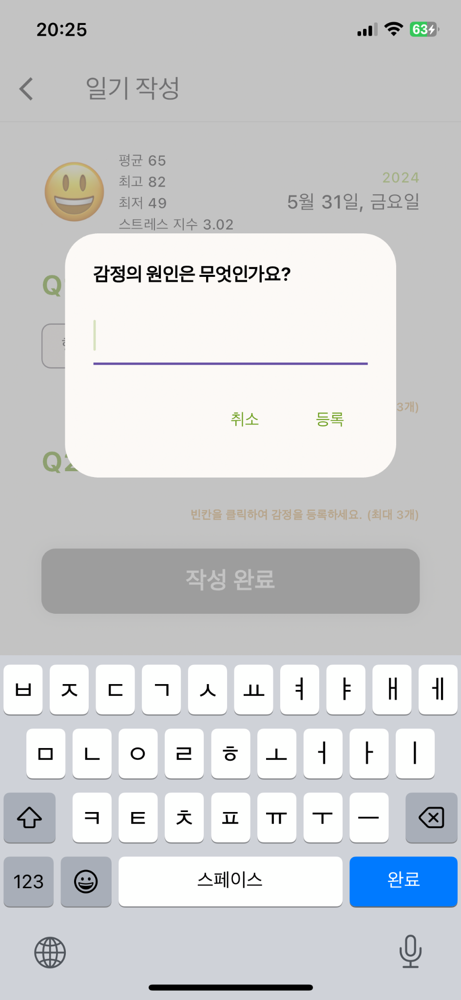 20:25
63
일기 작성
평균 65
최고 82
최저 49
스트레스 지수 3.02
2024
5월 31일, 금요일
Q
감정의 원인은 무엇인가요?
취소 등록
3개)
Q2
빈칸을 클릭하여 감정을 등록하세요. (최대 3개)
작성 완료
ㅂ ㅈ ㄷ ㄱ ㅅ ㅛ ㅕ ㅑ ㅐ ㅔ
ㅁ ㄴ ㅇ ㄹ ㅎ ㅗ ㅓ ㅏ ㅣ
ㅋ ㅌ ㅊ ㅍ ㅠ ㅜ ㅡ
123 스페이스 완료